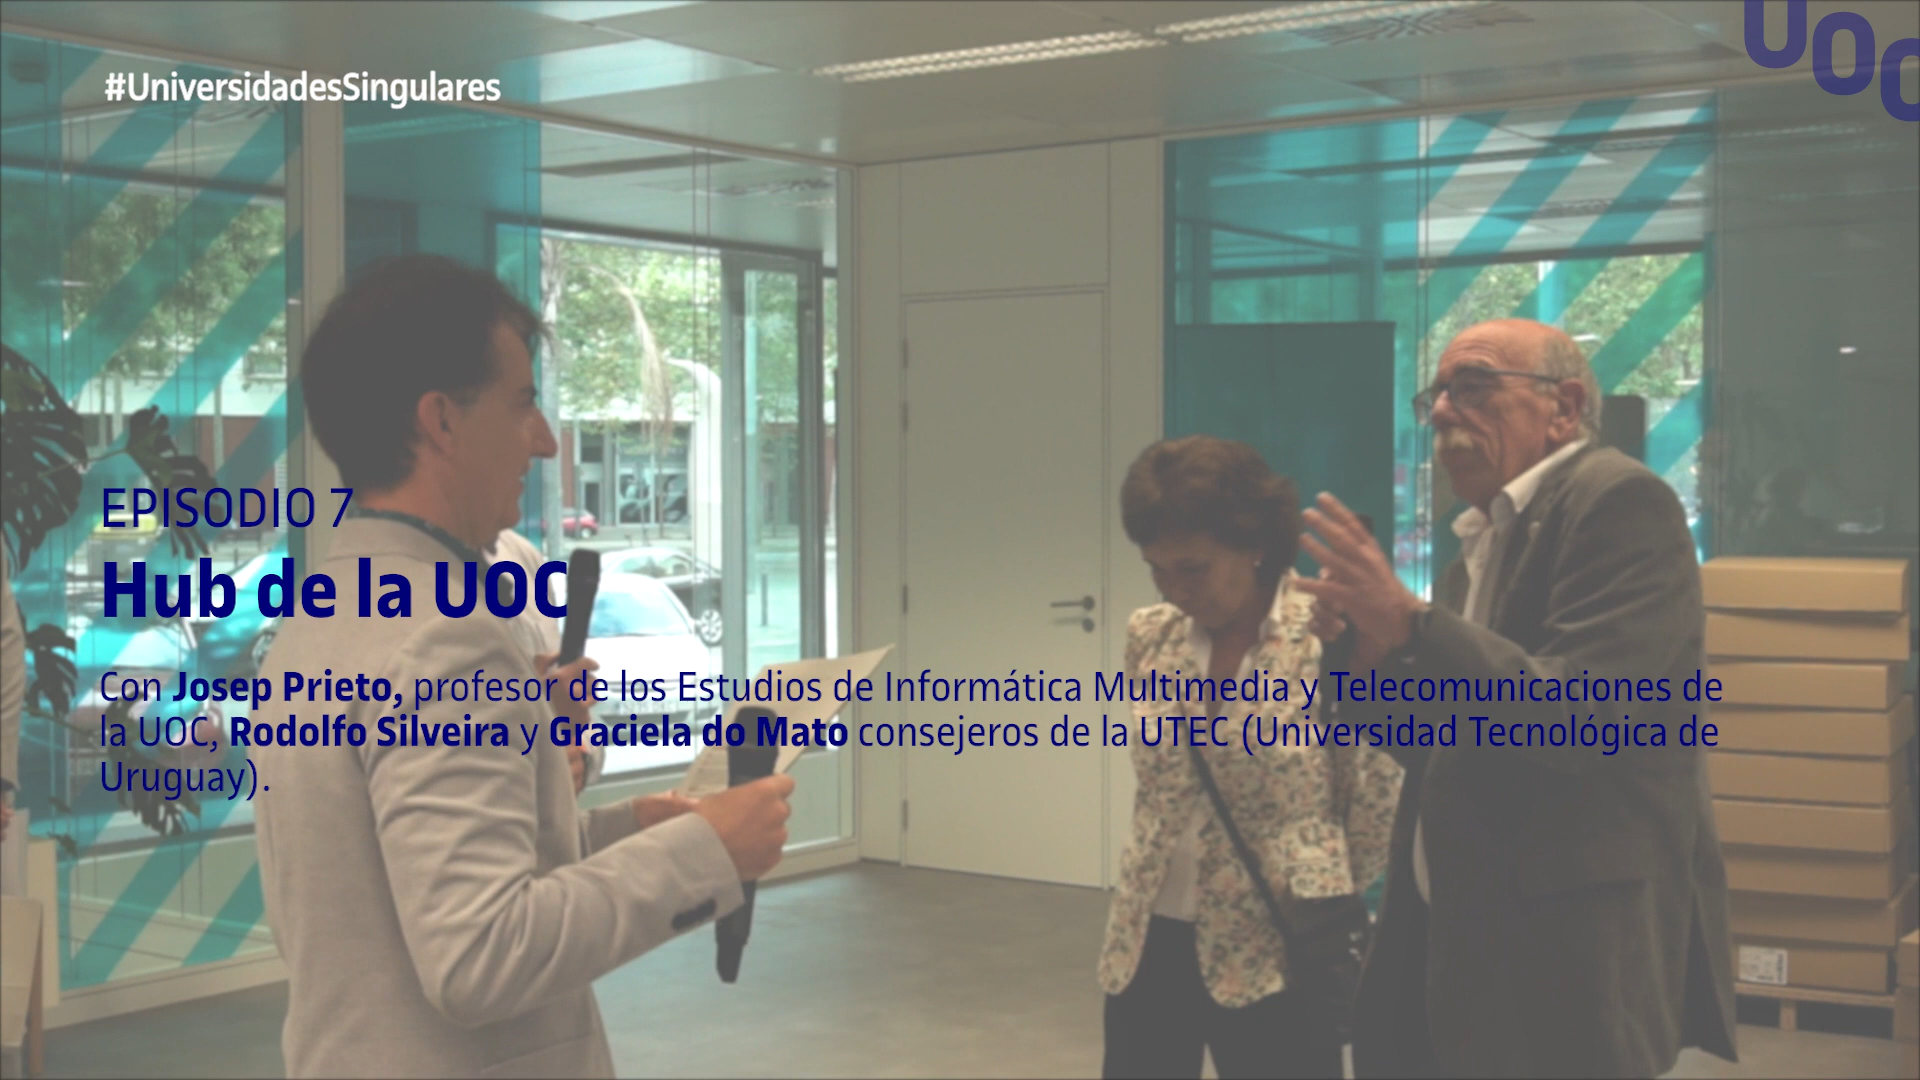 #UniversidadesSingulares
UOC
EPISODIO 7
Hub de la UOC
Con Josep Prieto, profesor de los Estudios de Informática Multimedia y Telecomunicaciones de
la UOC, Rodolfo Silveira y Graciela do Mato consejeros de la UTEC (Universidad Tecnológica de
Uruguay).